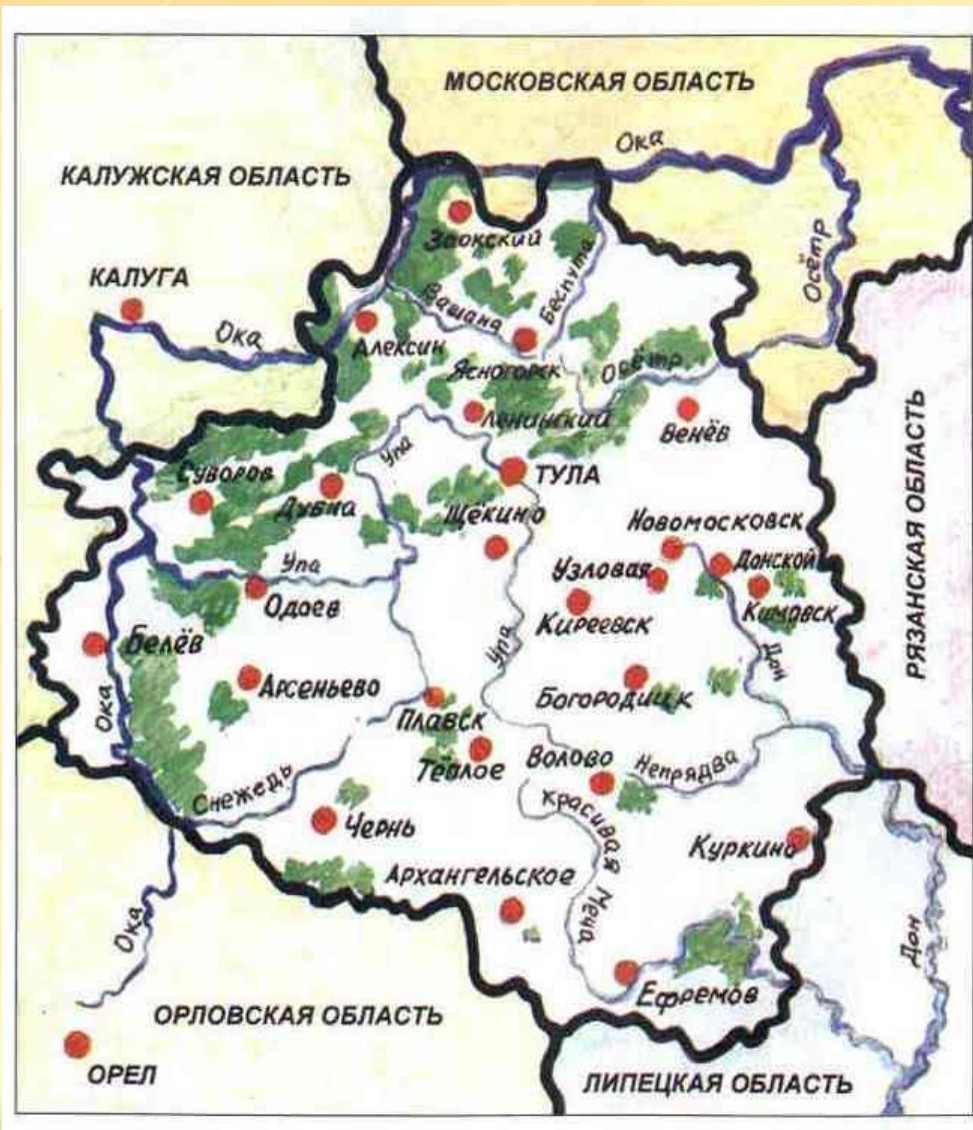 МОСКОВСКАЯ ОБЛАСТЬ
Ока
КАЛУЖСКАЯ ОБЛАСТЬ
Заокский
Осётр
КАЛУГА
Ока
Вашана
Беспута
Алексин
Ясногорск
Осётр
Ленинский
Венёв
РЯЗАНСКАЯ ОБЛАСТЬ
Упа
Суворов
Дубна
ТУЛА
Щёкино
Новомосковск
Упа
Узловая
Донской
Одоев
Киреевск
Кимовск
Белёв
Упа
Дон
Арсеньево
Богородицк
Ока
Плавск
Тёплое
Волово
Непрядва
Снежедь
Чернь
Красивая Меча
Куркино
Архангельское
Ока
Дон
Ефремов
ОРЛОВСКАЯ ОБЛАСТЬ
ОРЕЛ
ЛИПЕЦКАЯ ОБЛАСТЬ